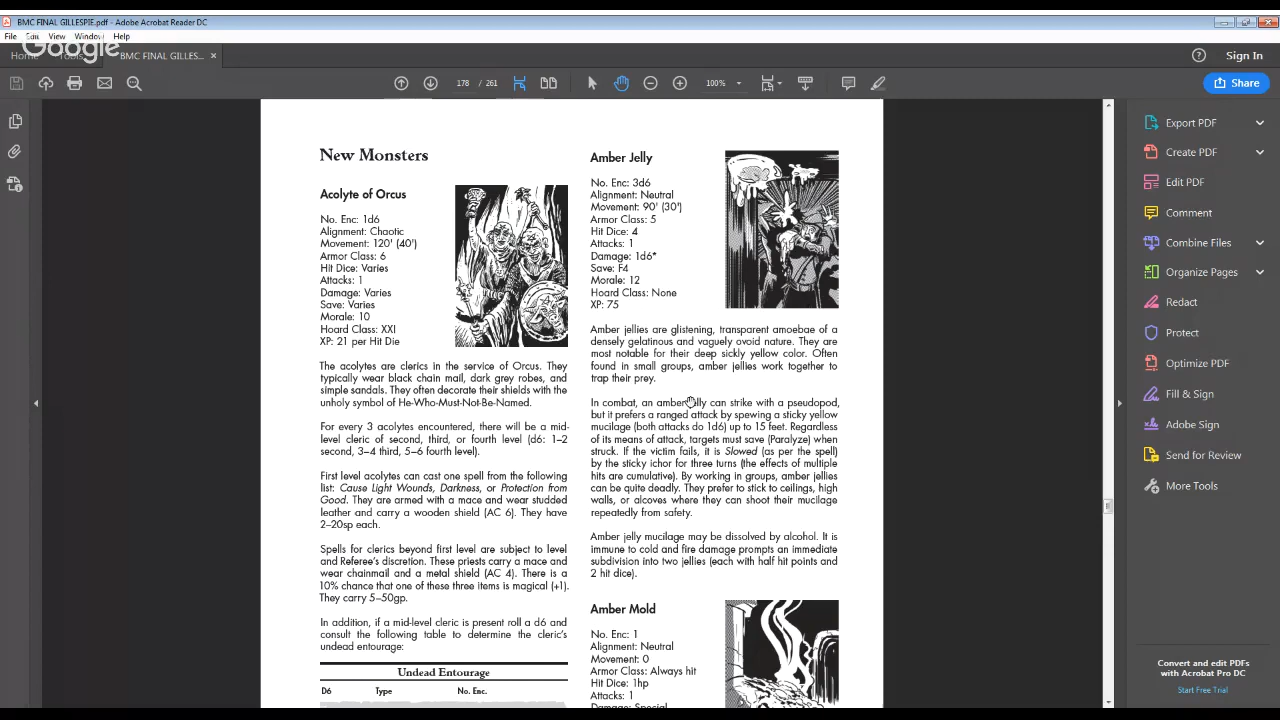 BMC FINAL GILLESPIE.pdf - Adobe Acrobat Reader DC
File Edit View Window Help
Google
Home Tools BMC FINAL GILLES... × Sign In
178 / 261 100% Share
New Monsters
Acolyte of Orcus
No. Enc: 1d6
Alignment: Chaotic
Movement: 120' (40')
Armor Class: 6
Hit Dice: Varies
Attacks: 1
Damage: Varies
Save: Varies
Morale: 10
Hoard Class: XXI
XP: 21 per Hit Die
The acolytes are clerics in the service of Orcus. They
typically wear black chain mail, dark grey robes, and
simple sandals. They often decorate their shields with the
unholy symbol of He-Who-Must-Not-Be-Named.
For every 3 acolytes encountered, there will be a mid-
level cleric of second, third, or fourth level (d6: 1–2
second, 3–4 third, 5–6 fourth level).
First level acolytes can cast one spell from the following
list: Cause Light Wounds, Darkness, or Protection from
Good. They are armed with a mace and wear studded
leather and carry a wooden shield (AC 6). They have
2–20sp each.
Spells for clerics beyond first level are subject to level
and Referee's discretion. These priests carry a mace and
wear chainmail and a metal shield (AC 4). There is a
10% chance that one of these three items is magical (+1).
They carry 5–50gp.
In addition, if a mid-level cleric is present roll a d6 and
consult the following table to determine the cleric's
undead entourage:
Undead Entourage
D6 Type No. Enc.
Amber Jelly
No. Enc: 3d6
Alignment: Neutral
Movement: 90' (30')
Armor Class: 5
Hit Dice: 4
Attacks: 1
Damage: 1d6*
Save: F4
Morale: 12
Hoard Class: None
XP: 75
Amber jellies are glistening, transparent amoebae of a
densely gelatinous and vaguely ovoid nature. They are
most notable for their deep sickly yellow color. Often
found in small groups, amber jellies work together to
trap their prey.
In combat, an amber jelly can strike with a pseudopod,
but it prefers a ranged attack by spewing a sticky yellow
mucilage (both attacks do 1d6) up to 15 feet. Regardless
of its means of attack, targets must save (Paralyze) when
struck. If the victim fails, it is Slowed (as per the spell)
by the sticky ichor for three turns (the effects of multiple
hits are cumulative). By working in groups, amber jellies
can be quite deadly. They prefer to stick to ceilings, high
walls, or alcoves where they can shoot their mucilage
repeatedly from safety.
Amber jelly mucilage may be dissolved by alcohol. It is
immune to cold and fire damage prompts an immediate
subdivision into two jellies (each with half hit points and
2 hit dice).
Amber Mold
No. Enc: 1
Alignment: Neutral
Movement: 0
Armor Class: Always hit
Hit Dice: 1hp
Attacks: 1
Damage: Special
Export PDF
Create PDF
Edit PDF
Comment
Combine Files
Organize Pages
Redact
Protect
Optimize PDF
Fill & Sign
Adobe Sign
Send for Review
More Tools
Convert and edit PDFs
with Acrobat Pro DC
Start Free Trial